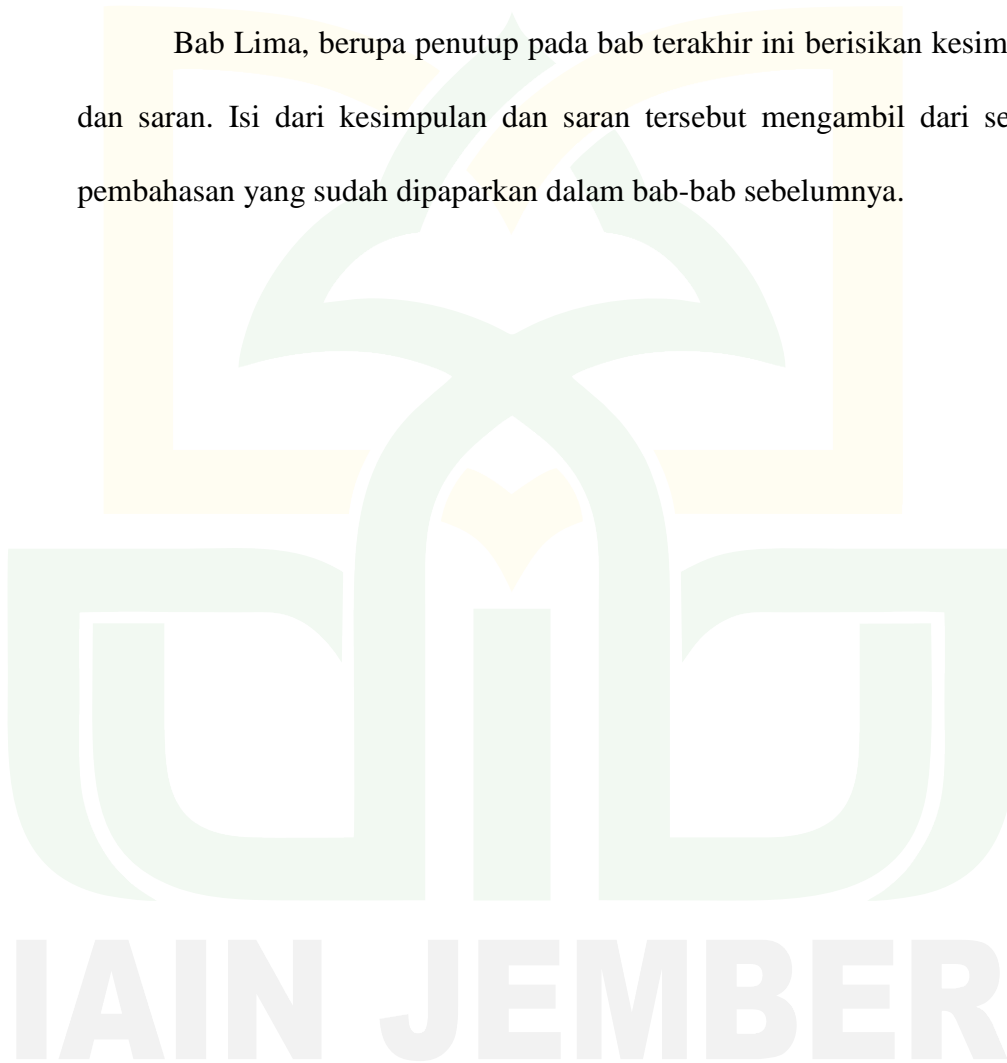 Bab Lima, berupa penutup pada bab terakhir ini berisikan
dan saran. Isi dari kesimpulan dan saran tersebut mengambil dari
pembahasan yang sudah dipaparkan dalam bab-bab sebelumnya.
IAIN JEMBER